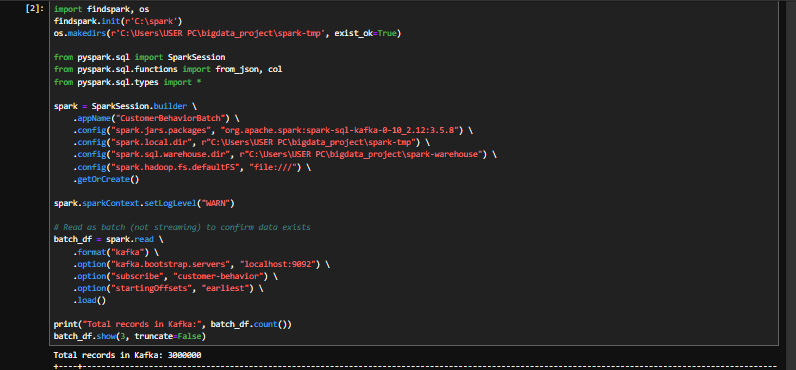 [2]:
import findspark, os
findspark.init(r'C:\spark')
os.makedirs(r'C:\Users\USER PC\bigdata_project\spark-tmp', exist_ok=True)
from pyspark.sql import SparkSession
from pyspark.sql.functions import from_json, col
from pyspark.sql.types import *
spark = SparkSession.builder \
.appName("CustomerBehaviorBatch") \
.config("spark.jars.packages", "org.apache.spark:spark-sql-kafka-0-10_2.12:3.5.8") \
.config("spark.local.dir", r"C:\Users\USER PC\bigdata_project\spark-tmp") \
.config("spark.sql.warehouse.dir", r"C:\Users\USER PC\bigdata_project\spark-warehouse") \
.config("spark.hadoop.fs.defaultFS", "file:///") \
.getOrCreate()
spark.sparkContext.setLogLevel("WARN")
# Read as batch (not streaming) to confirm data exists
batch_df = spark.read \
.format("kafka") \
.option("kafka.bootstrap.servers", "localhost:9092") \
.option("subscribe", "customer-behavior") \
.option("startingOffsets", "earliest") \
.load()
print("Total records in Kafka:", batch_df.count())
batch_df.show(3, truncate=False)
Total records in Kafka: 3000000